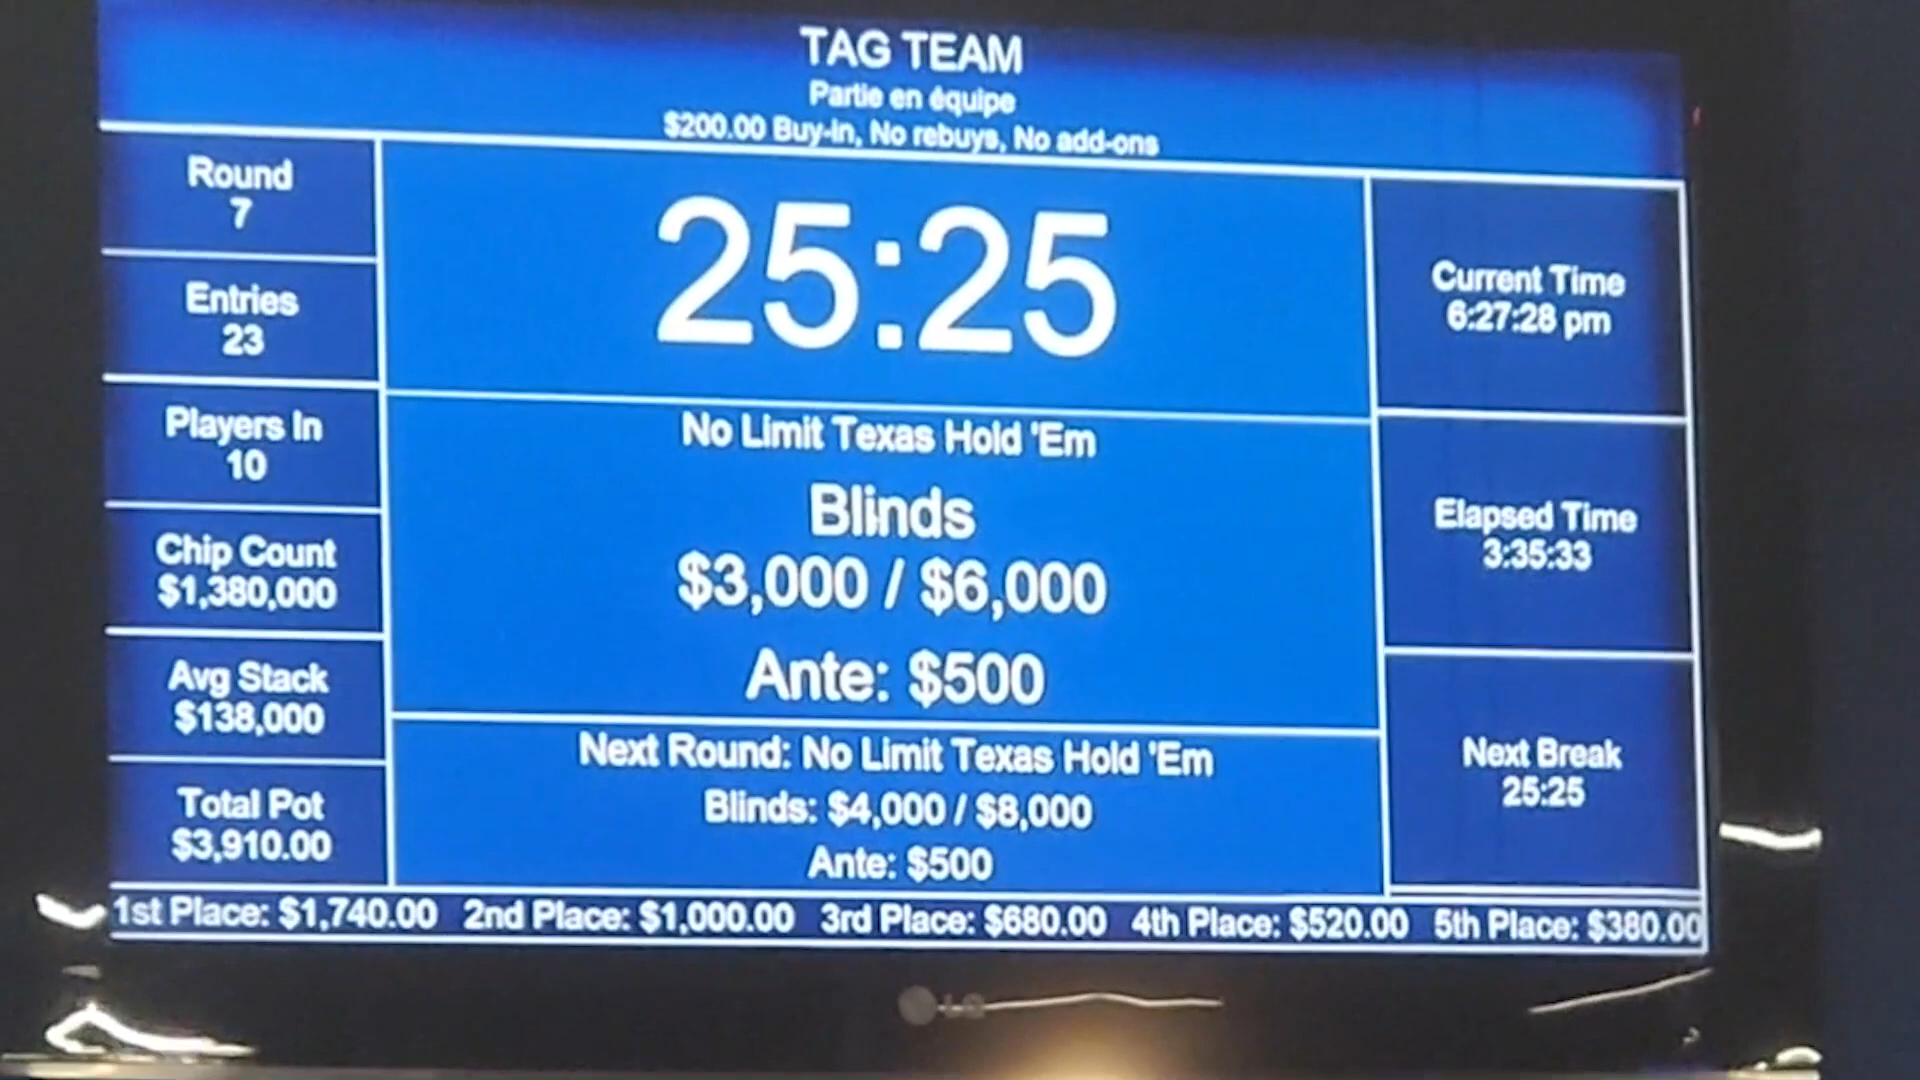 TAG TEAM
Partie en équipe
$200.00 Buy-in, No rebuys, No add-ons
Round
7
Entries
23
Players In
10
Chip Count
$1,380,000
Avg Stack
$138,000
Total Pot
$3,910.00
25:25
No Limit Texas Hold 'Em
Blinds
$3,000 / $6,000
Ante: $500
Next Round: No Limit Texas Hold 'Em
Blinds: $4,000 / $8,000
Ante: $500
Current Time
6:27:28 pm
Elapsed Time
3:35:33
Next Break
25:25
1st Place: $1,740.00 2nd Place: $1,000.00 3rd Place: $680.00 4th Place: $520.00 5th Place: $380.00
LG